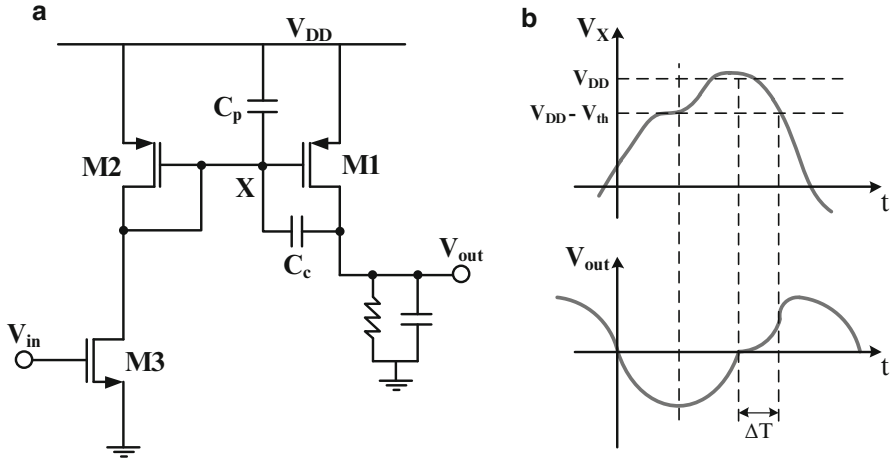 a
V_DD
C_p
M2
M1
X
C_c
V_out
V_in
M3
b
V_X
V_DD
V_DD - V_th
t
V_out
t
ΔT